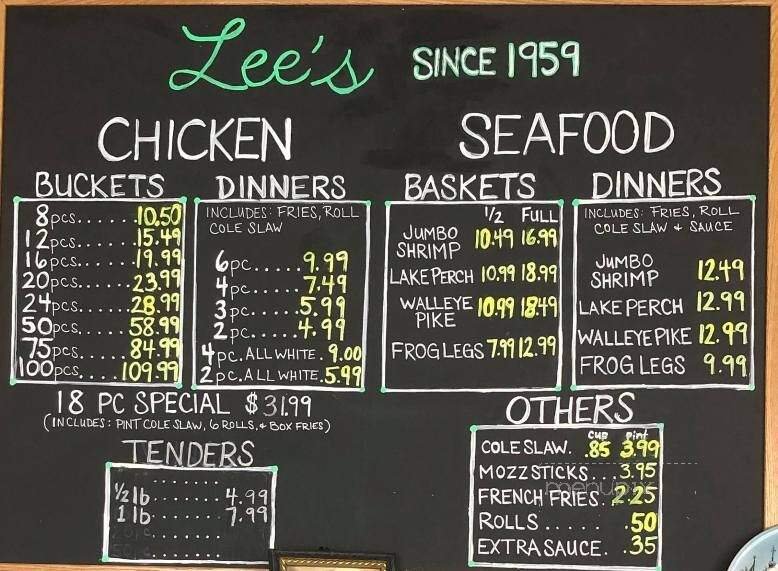 Lee's SINCE 1959
CHICKEN
BUCKETS
8pcs......10.50
12pcs.....15.49
16pcs.....19.99
20pcs.....23.99
24pcs.....28.99
50pcs.....58.99
75pcs.....84.99
100pcs....109.99
DINNERS
INCLUDES: FRIES, ROLL
COLE SLAW
6pc.....9.99
4pc.....7.49
3pc.....5.99
2pc.....4.99
4pc. ALL WHITE. 9.00
2pc. ALL WHITE. 5.99
18 PC SPECIAL $31.99
(INCLUDES: PINT COLE SLAW, 6 ROLLS, + BOX FRIES)
TENDERS
1/2 lb.......4.99
1 lb.......7.99
SEAFOOD
BASKETS
1/2 FULL
JUMBO
SHRIMP 10.49 16.99
LAKE PERCH 10.99 18.99
WALLEYE
PIKE 10.99 18.49
FROG LEGS 7.99 12.99
DINNERS
INCLUDES: FRIES, ROLL
COLE SLAW + SAUCE
JUMBO
SHRIMP 12.49
LAKE PERCH 12.99
WALLEYE PIKE 12.99
FROG LEGS 9.99
OTHERS
CUP Pint
COLE SLAW. .85 3.99
MOZZ STICKS... 3.95
FRENCH FRIES. 2.25
ROLLS..... .50
EXTRA SAUCE. .35
menupix